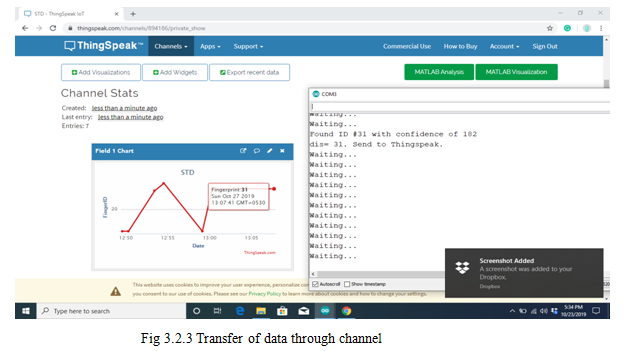 STD - ThingSpeak IoT
thingspeak.com/channels/894186/private_show
ThingSpeak™ Channels Apps Support Commercial Use How to Buy Account Sign Out
Add Visualizations Add Widgets Export recent data MATLAB Analysis MATLAB Visualization
Channel Stats
Created: less than a minute ago
Last entry: less than a minute ago
Entries: 7
Field 1 Chart
STD
FingerID
20
Fingerprint:31
Sun Oct 27 2019
13:07:41 GMT+0530
12:50 12:55 13:00 13:05
Date
ThingSpeak.com
COM3
Waiting...
Waiting...
Found ID #31 with confidence of 182
dis= 31. Send to Thingspeak.
Waiting...
Waiting...
Waiting...
Waiting...
Waiting...
Waiting...
Waiting...
Waiting...
Waiting...
Waiting...
Waiting...
Autoscroll Show timestamp
Screenshot Added
A screenshot was added to your
Dropbox.
Dropbox
This website uses cookies to improve your user experience, personalize co
you consent to our use of cookies. Please see our Privacy Policy to learn more about cookies and how to change your settings.
Type here to search
5:34 PM
10/23/2019
Fig 3.2.3 Transfer of data through channel